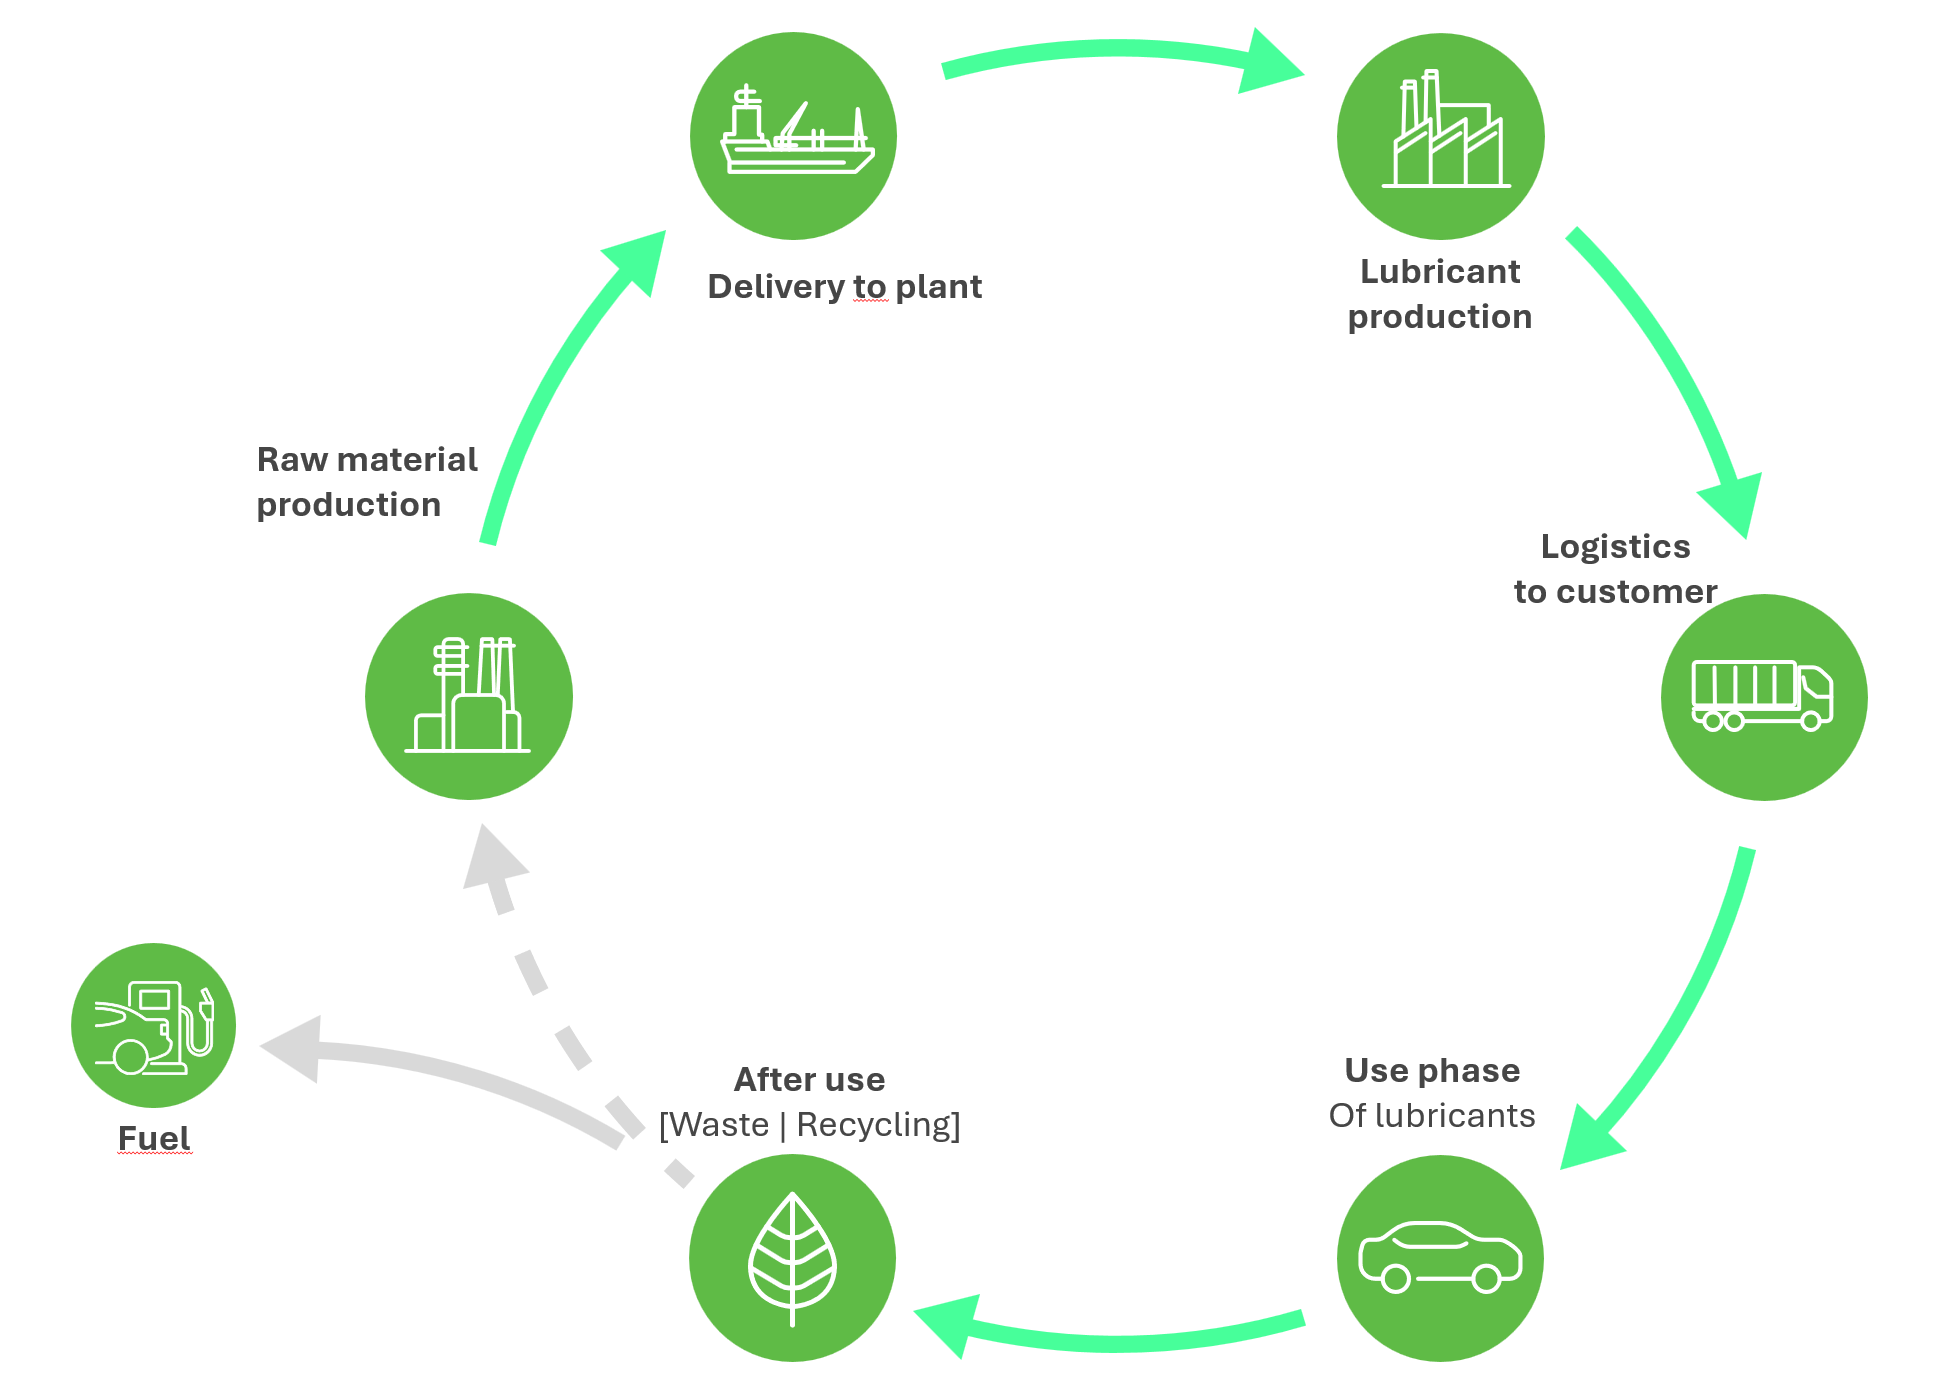 Delivery to plant
Lubricant
production
Raw material
production
Logistics
to customer
Use phase
Of lubricants
After use
[Waste | Recycling]
Fuel